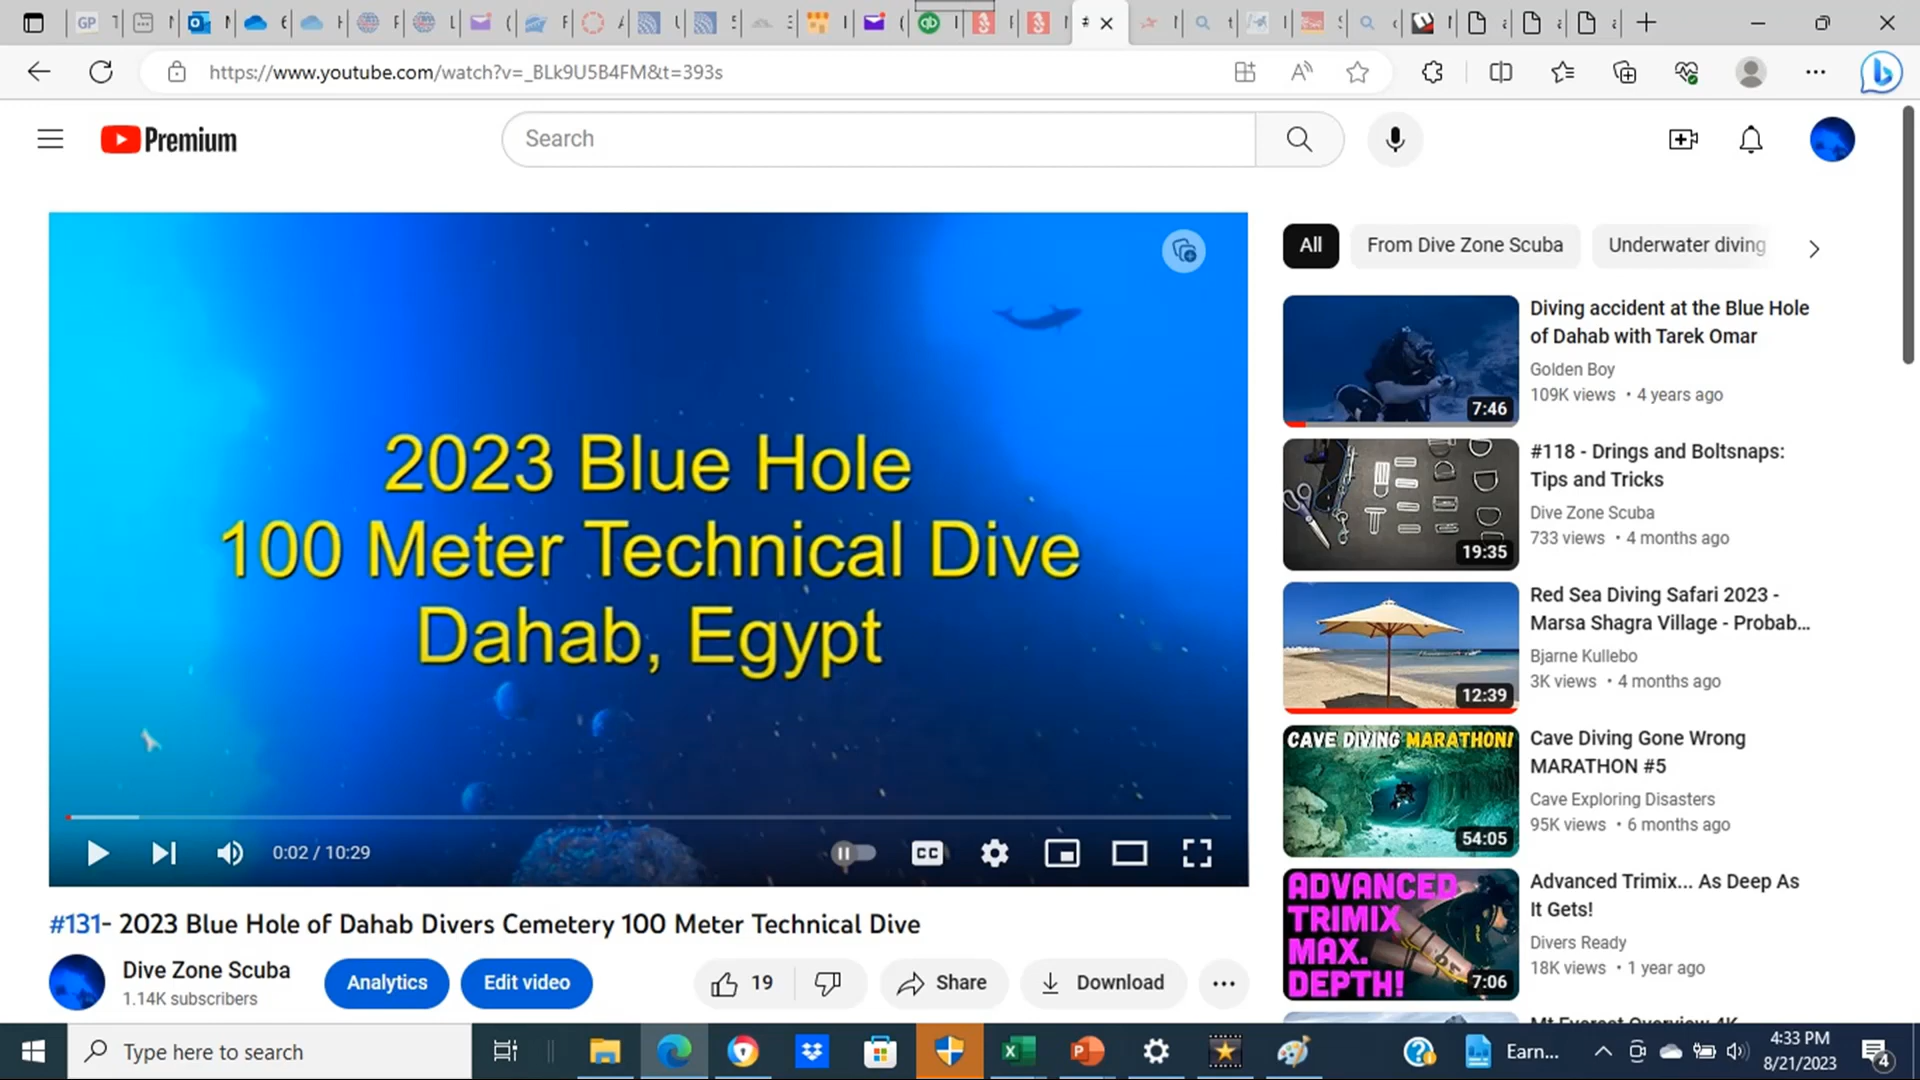 GP
https://www.youtube.com/watch?v=_BLk9U5B4FM&t=393s
Premium
Search
2023 Blue Hole
100 Meter Technical Dive
Dahab, Egypt
0:02 / 10:29
CC
#131- 2023 Blue Hole of Dahab Divers Cemetery 100 Meter Technical Dive
Dive Zone Scuba
1.14K subscribers
Analytics
Edit video
19
Share
Download
All
From Dive Zone Scuba
Underwater diving
7:46
Diving accident at the Blue Hole
of Dahab with Tarek Omar
Golden Boy
109K views • 4 years ago
19:35
#118 - Drings and Boltsnaps:
Tips and Tricks
Dive Zone Scuba
733 views • 4 months ago
12:39
Red Sea Diving Safari 2023 -
Marsa Shagra Village - Probab...
Bjarne Kullebo
3K views • 4 months ago
CAVE DIVING MARATHON!
54:05
Cave Diving Gone Wrong
MARATHON #5
Cave Exploring Disasters
95K views • 6 months ago
ADVANCED
TRIMIX
MAX.
DEPTH!
7:06
Advanced Trimix... As Deep As
It Gets!
Divers Ready
18K views • 1 year ago
Mt Everest Overview 4K
Type here to search
Earn...
4:33 PM
8/21/2023
4